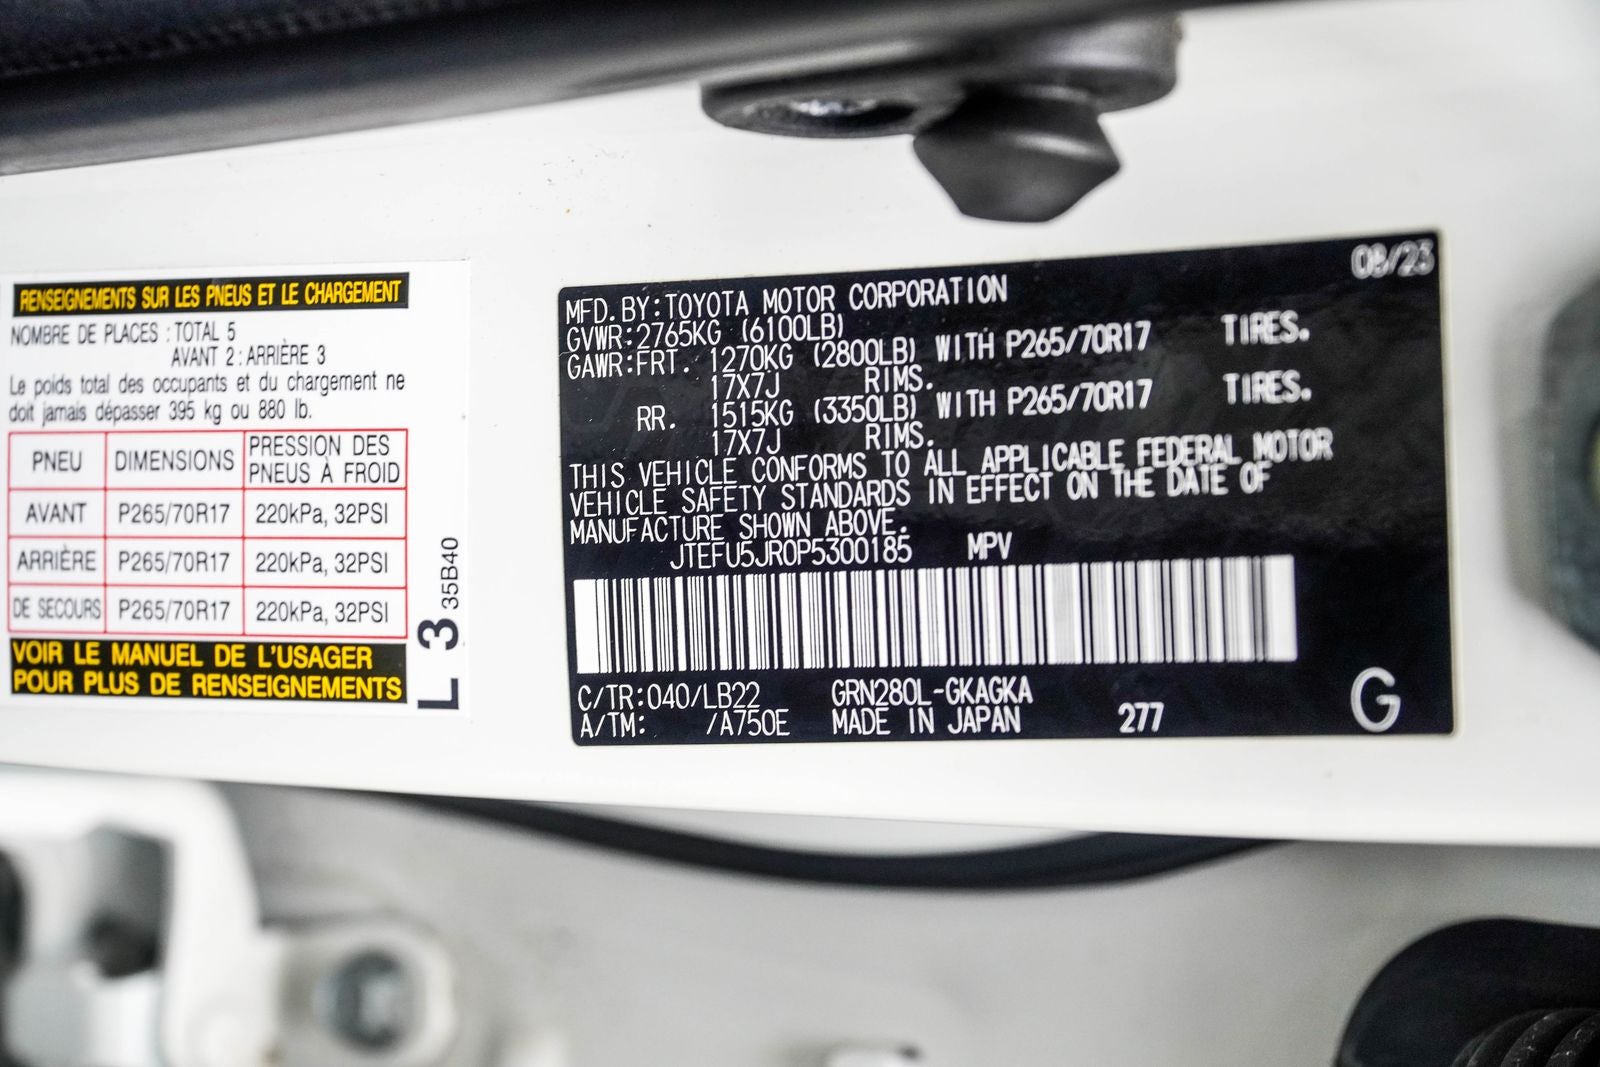 RENSEIGNEMENTS SUR LES PNEUS ET LE CHARGEMENT
NOMBRE DE PLACES : TOTAL 5
AVANT 2 : ARRIÈRE 3
Le poids total des occupants et du chargement ne
doit jamais dépasser 395 kg ou 880 lb.
PNEU DIMENSIONS PRESSION DES PNEUS À FROID
AVANT P265/70R17 220kPa, 32PSI
ARRIÈRE P265/70R17 220kPa, 32PSI
DE SECOURS P265/70R17 220kPa, 32PSI
VOIR LE MANUEL DE L'USAGER
POUR PLUS DE RENSEIGNEMENTS
L 3 35B40
08/23
MFD. BY: TOYOTA MOTOR CORPORATION
GVWR: 2765KG (6100LB)
GAWR: FRT. 1270KG (2800LB) WITH P265/70R17 TIRES.
17X7J RIMS.
RR. 1515KG (3350LB) WITH P265/70R17 TIRES.
17X7J RIMS.
THIS VEHICLE CONFORMS TO ALL APPLICABLE FEDERAL MOTOR
VEHICLE SAFETY STANDARDS IN EFFECT ON THE DATE OF
MANUFACTURE SHOWN ABOVE.
JTEFU5JR0P5300185 MPV
C/TR: 040/LB22 GRN280L-GKAGKA
A/TM: /A750E MADE IN JAPAN 277 G